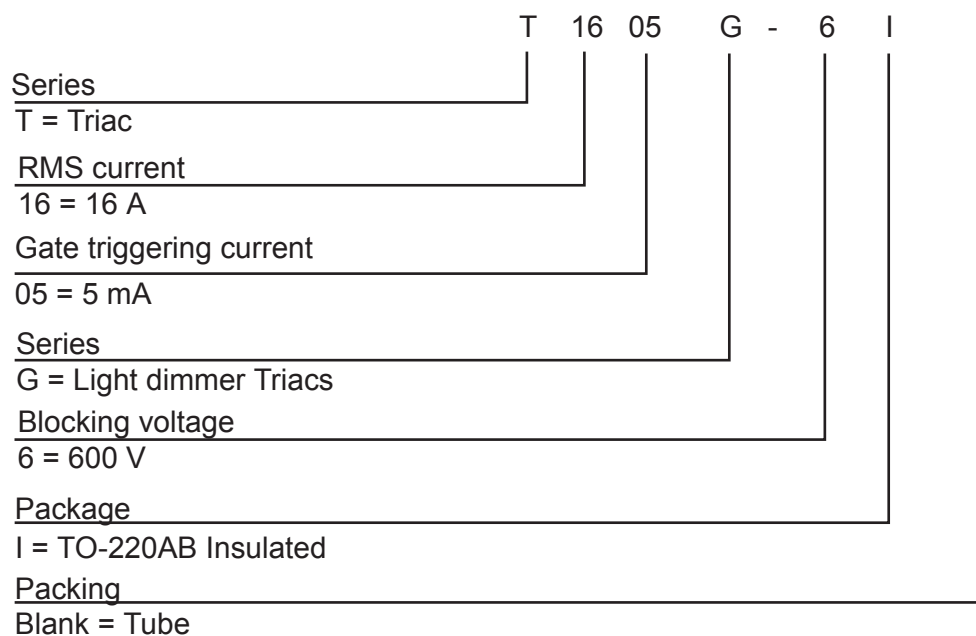 T 16 05 G - 6 I
Series
T = Triac
RMS current
16 = 16 A
Gate triggering current
05 = 5 mA
Series
G = Light dimmer Triacs
Blocking voltage
6 = 600 V
Package
I = TO-220AB Insulated
Packing
Blank = Tube